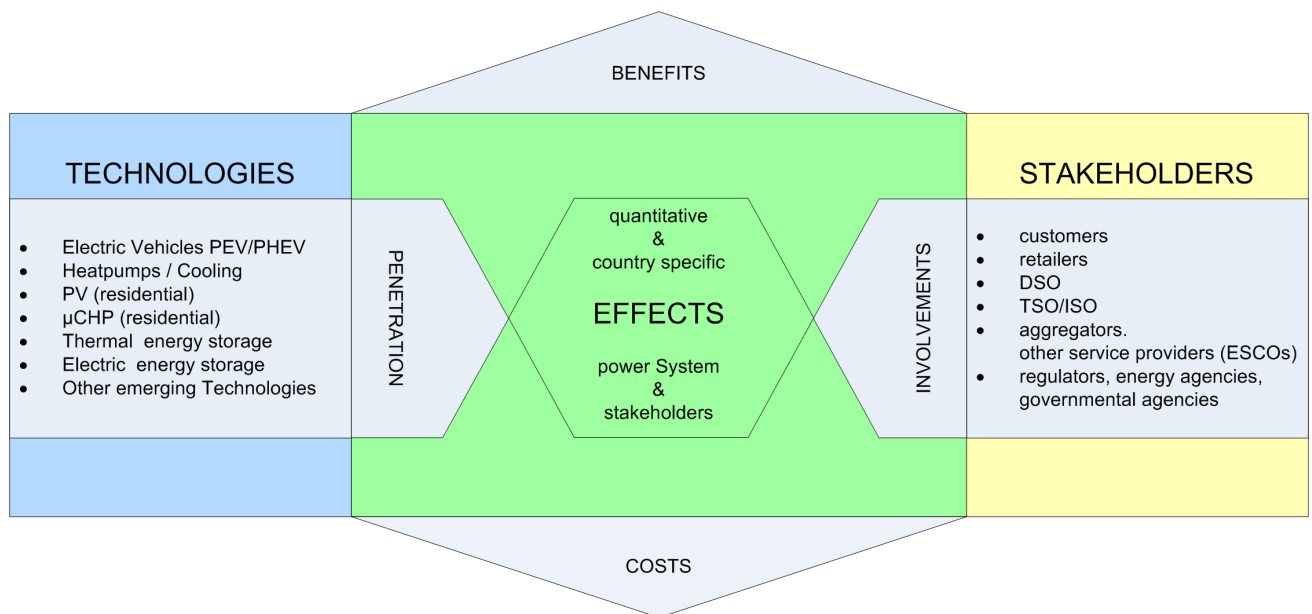 BENEFITS
TECHNOLOGIES
• Electric Vehicles PEV/PHEV
• Heatpumps / Cooling
• PV (residential)
• µCHP (residential)
• Thermal energy storage
• Electric energy storage
• Other emerging Technologies
PENETRATION
quantitative
&
country specific
EFFECTS
power System
&
stakeholders
INVOLVEMENTS
STAKEHOLDERS
• customers
• retailers
• DSO
• TSO/ISO
• aggregators.
other service providers (ESCOs)
• regulators, energy agencies,
governmental agencies
COSTS